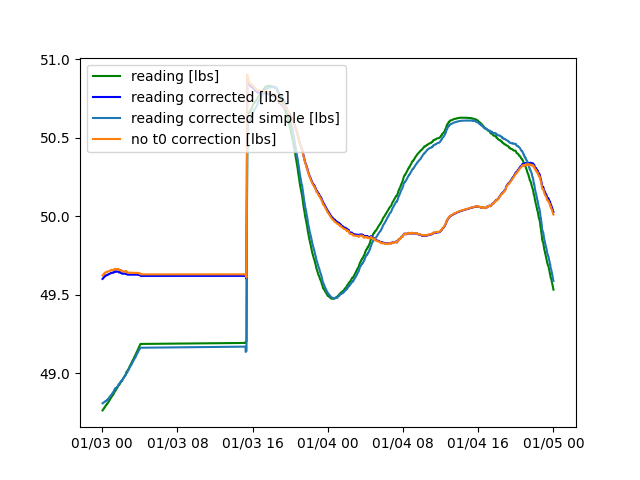 51.0
50.5
50.0
49.5
49.0
reading [lbs]
reading corrected [lbs]
reading corrected simple [lbs]
no t0 correction [lbs]
01/03 00 01/03 08 01/03 16 01/04 00 01/04 08 01/04 16 01/05 00